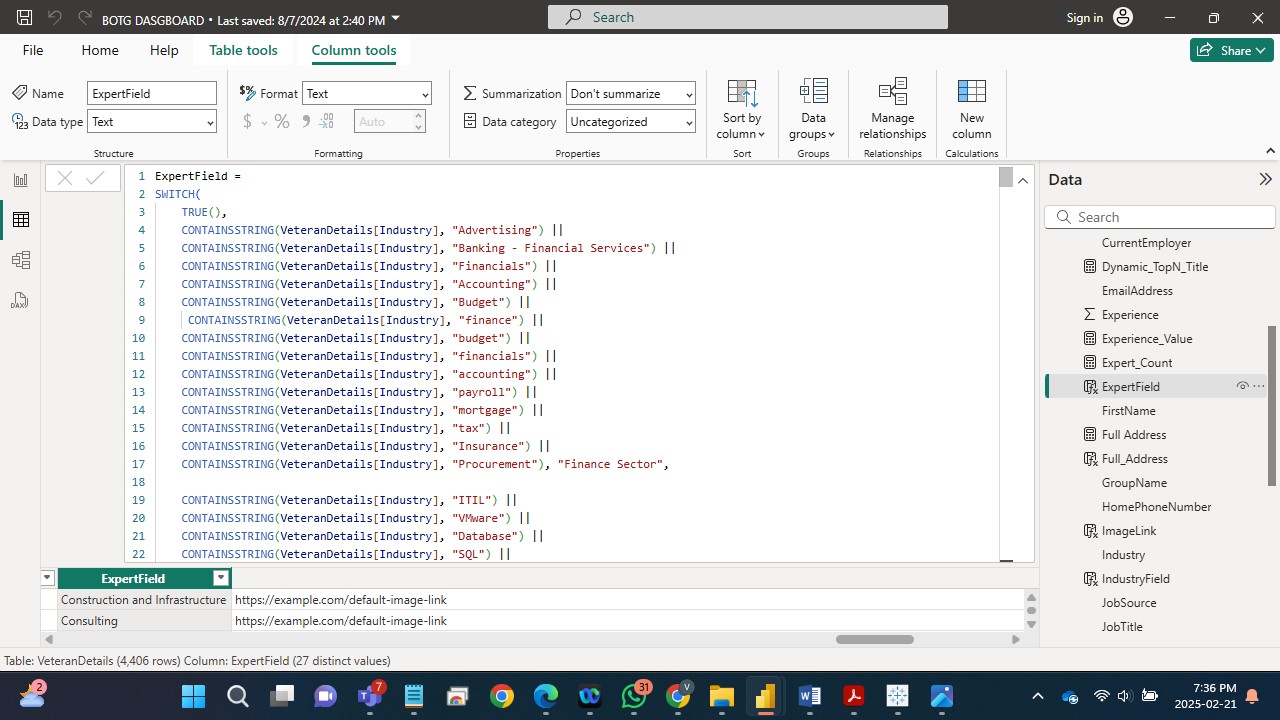 BOTG DASGBOARD • Last saved: 8/7/2024 at 2:40 PM
Search
Sign in
File
Home
Help
Table tools
Column tools
Share
Name
ExpertField
Data type
Text
Structure
Format
Text
$
%
Auto
Formatting
Summarization
Don't summarize
Data category
Uncategorized
Properties
Sort by
column
Sort
Data
groups
Groups
Manage
relationships
Relationships
New
column
Calculations
1 ExpertField =
2 SWITCH(
3 TRUE(),
4 CONTAINSSTRING(VeteranDetails[Industry], "Advertising") ||
5 CONTAINSSTRING(VeteranDetails[Industry], "Banking - Financial Services") ||
6 CONTAINSSTRING(VeteranDetails[Industry], "Financials") ||
7 CONTAINSSTRING(VeteranDetails[Industry], "Accounting") ||
8 CONTAINSSTRING(VeteranDetails[Industry], "Budget") ||
9 CONTAINSSTRING(VeteranDetails[Industry], "finance") ||
10 CONTAINSSTRING(VeteranDetails[Industry], "budget") ||
11 CONTAINSSTRING(VeteranDetails[Industry], "financials") ||
12 CONTAINSSTRING(VeteranDetails[Industry], "accounting") ||
13 CONTAINSSTRING(VeteranDetails[Industry], "payroll") ||
14 CONTAINSSTRING(VeteranDetails[Industry], "mortgage") ||
15 CONTAINSSTRING(VeteranDetails[Industry], "tax") ||
16 CONTAINSSTRING(VeteranDetails[Industry], "Insurance") ||
17 CONTAINSSTRING(VeteranDetails[Industry], "Procurement"), "Finance Sector",
18
19 CONTAINSSTRING(VeteranDetails[Industry], "ITIL") ||
20 CONTAINSSTRING(VeteranDetails[Industry], "VMware") ||
21 CONTAINSSTRING(VeteranDetails[Industry], "Database") ||
22 CONTAINSSTRING(VeteranDetails[Industry], "SQL") ||
ExpertField
Construction and Infrastructure https://example.com/default-image-link
Consulting https://example.com/default-image-link
Data
Search
CurrentEmployer
Dynamic_TopN_Title
EmailAddress
Experience
Experience_Value
Expert_Count
ExpertField
FirstName
Full Address
Full_Address
GroupName
HomePhoneNumber
ImageLink
Industry
IndustryField
JobSource
JobTitle
Table: VeteranDetails (4,406 rows) Column: ExpertField (27 distinct values)
2
7
31
V
7:36 PM
2025-02-21